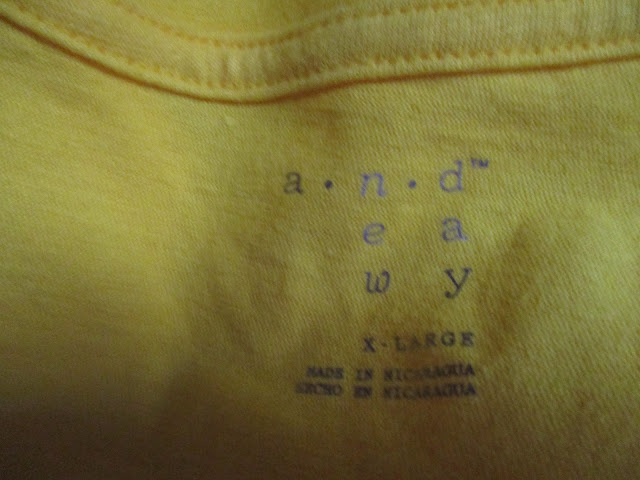 a • n • d™
e a
w y
X-LARGE
MADE IN NICARAGUA
HECHO EN NICARAGUA